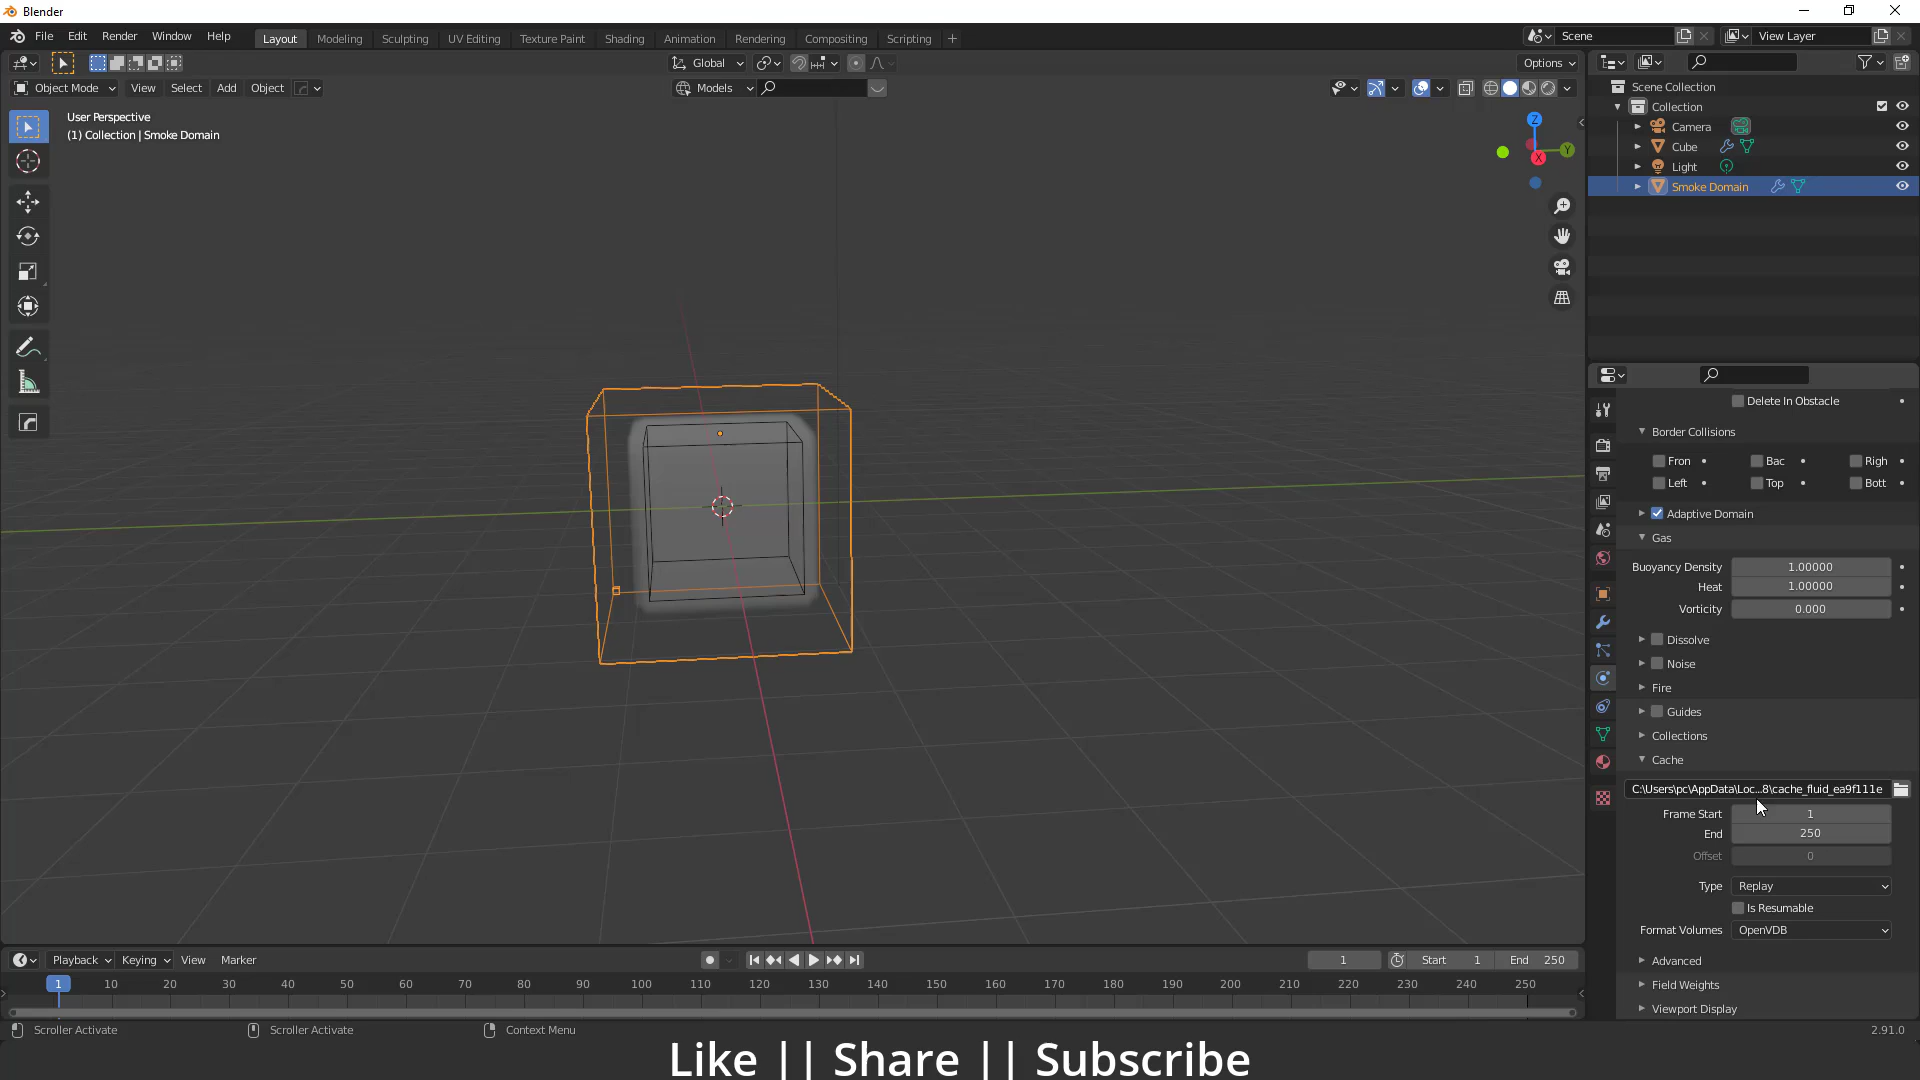 Blender
File Edit Render Window Help
Layout Modeling Sculpting UV Editing Texture Paint Shading Animation Rendering Compositing Scripting +
Scene
View Layer
Global
Options
Object Mode View Select Add Object
Models
User Perspective
(1) Collection | Smoke Domain
Z
Y
X
Scene Collection
Collection
Camera
Cube
Light
Smoke Domain
Delete In Obstacle
Border Collisions
Fron Bac Righ
Left Top Bott
Adaptive Domain
Gas
Buoyancy Density 1.00000
Heat 1.00000
Vorticity 0.000
Dissolve
Noise
Fire
Guides
Collections
Cache
C:\Users\pc\AppData\Loc...8\cache_fluid_ea9f111e
Frame Start 1
End 250
Offset 0
Type Replay
Is Resumable
Format Volumes OpenVDB
Advanced
Field Weights
Viewport Display
Playback Keying View Marker
1 Start 1 End 250
1 10 20 30 40 50 60 70 80 90 100 110 120 130 140 150 160 170 180 190 200 210 220 230 240 250
Scroller Activate Scroller Activate Context Menu
2.91.0
Like || Share || Subscribe